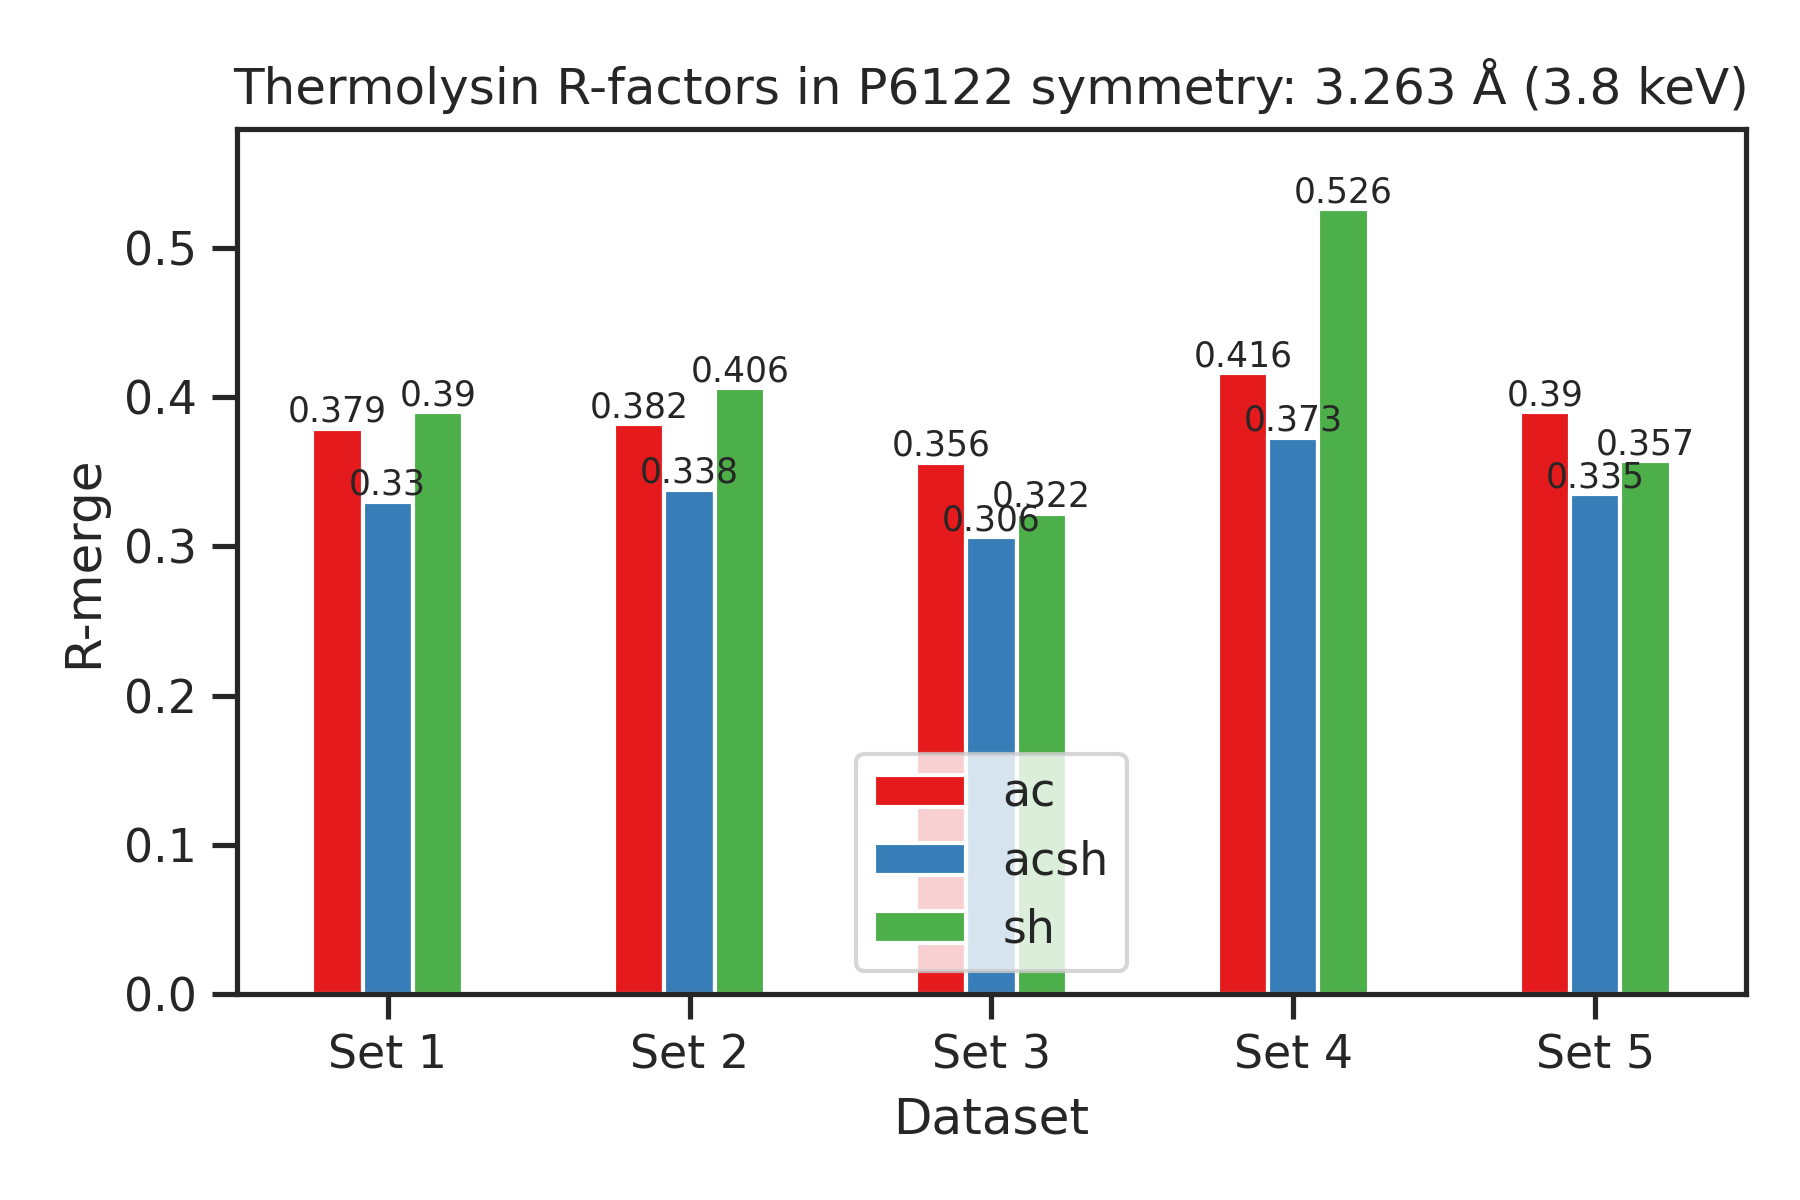 Thermolysin R-factors in P6122 symmetry: 3.263 Å (3.8 keV)
R-merge
0.5
0.4
0.3
0.2
0.1
0.0
0.379
0.33
0.39
0.382
0.338
0.406
0.356
0.306
0.322
0.416
0.373
0.526
0.39
0.335
0.357
ac
acsh
sh
Set 1
Set 2
Set 3
Set 4
Set 5
Dataset